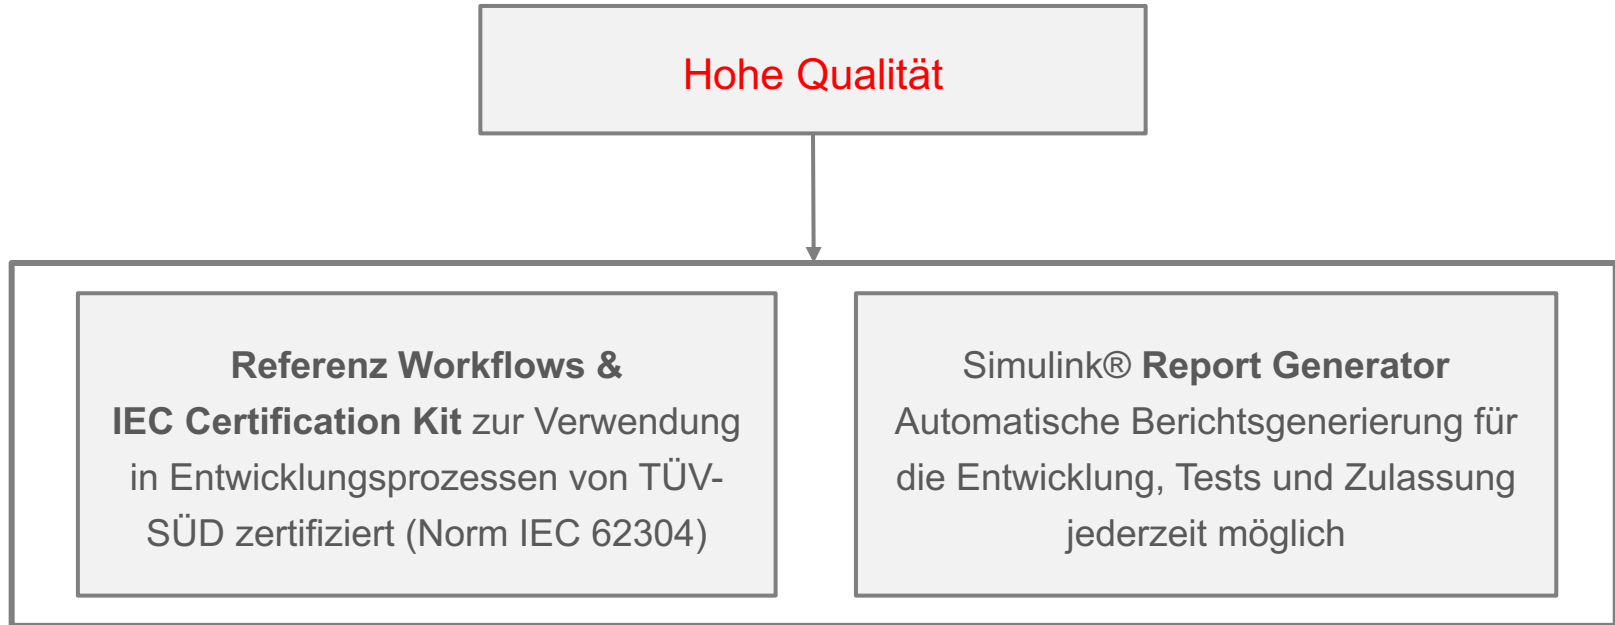 Hohe Qualität
Referenz Workflows &
IEC Certification Kit zur Verwendung
in Entwicklungsprozessen von TÜV-
SÜD zertifiziert (Norm IEC 62304)
Simulink® Report Generator
Automatische Berichtsgenerierung für
die Entwicklung, Tests und Zulassung
jederzeit möglich